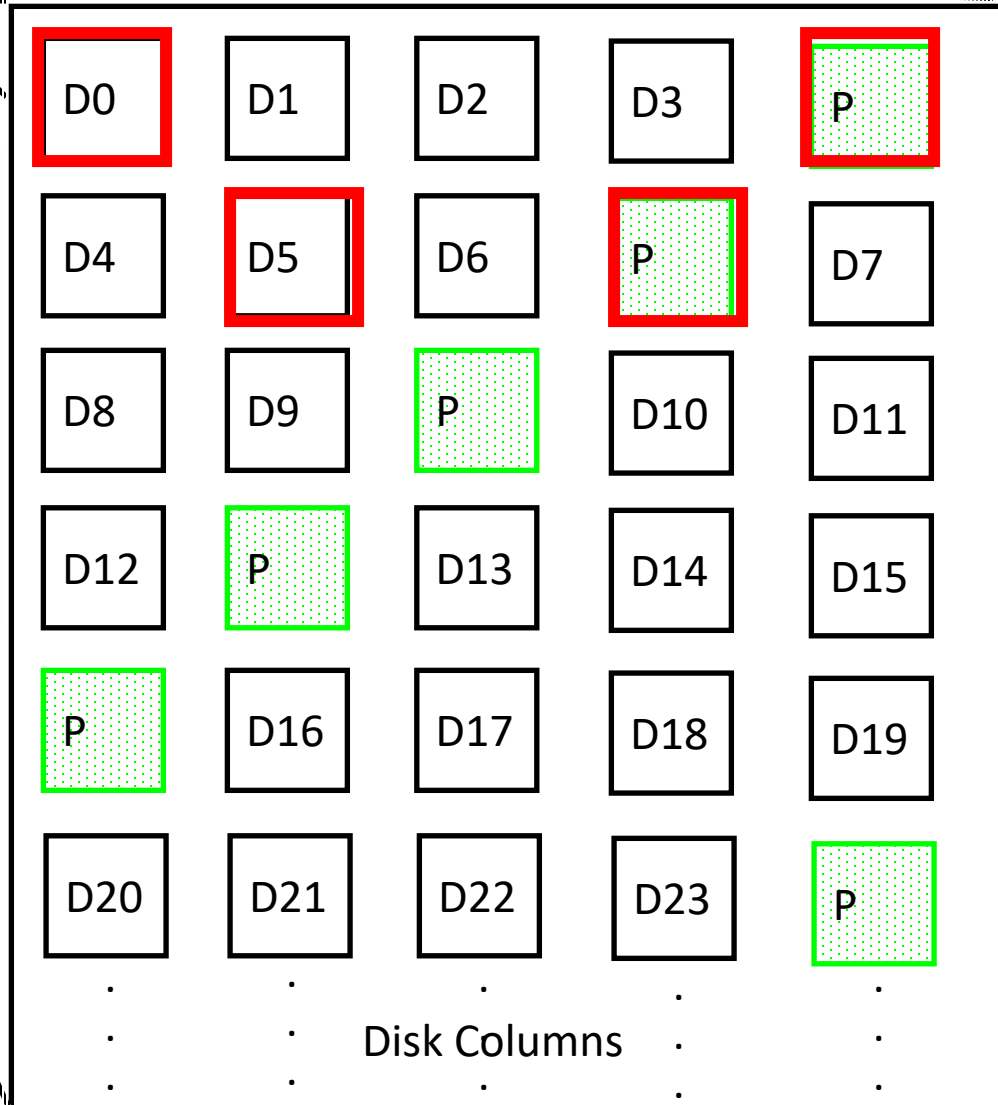 D0 D1 D2 D3 P
D4 D5 D6 P D7
D8 D9 P D10 D11
D12 P D13 D14 D15
P D16 D17 D18 D19
D20 D21 D22 D23 P
Disk Columns